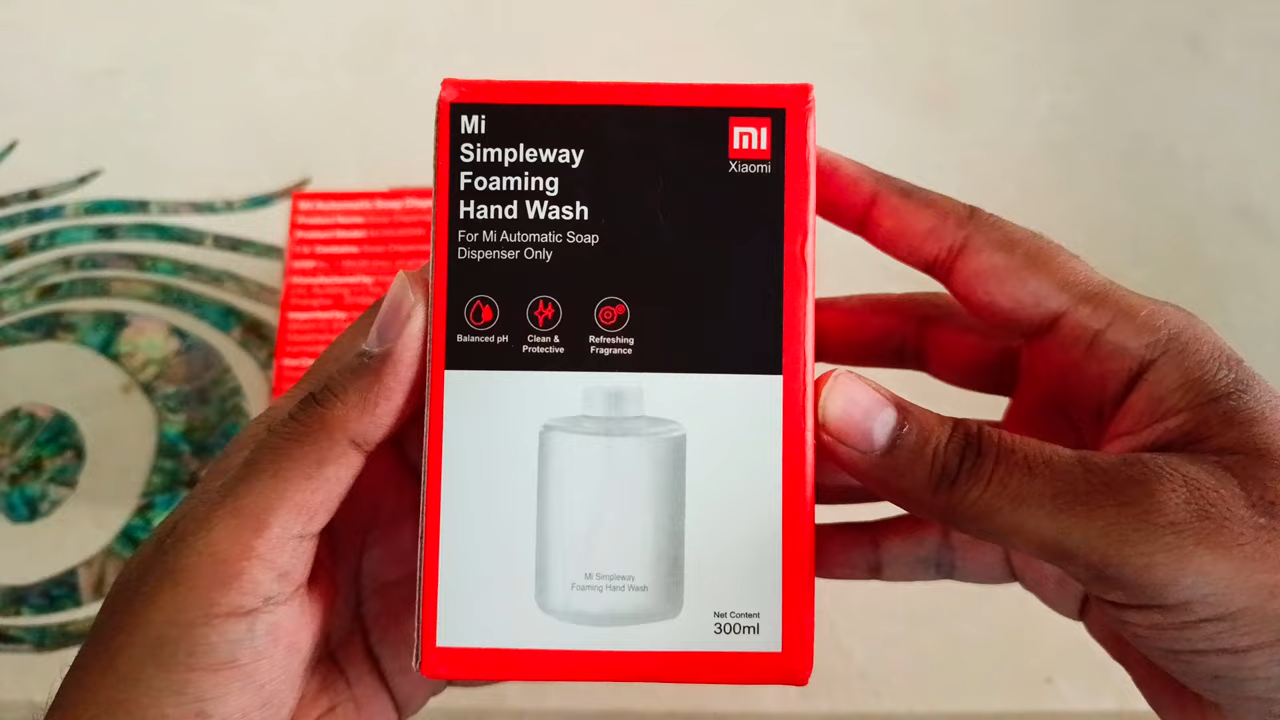 Mi
Simpleway
Foaming
Hand Wash
For Mi Automatic Soap
Dispenser Only
mi
Xiaomi
Balanced pH
Clean &
Protective
Refreshing
Fragrance
Mi Simpleway
Foaming Hand Wash
Net Content
300ml